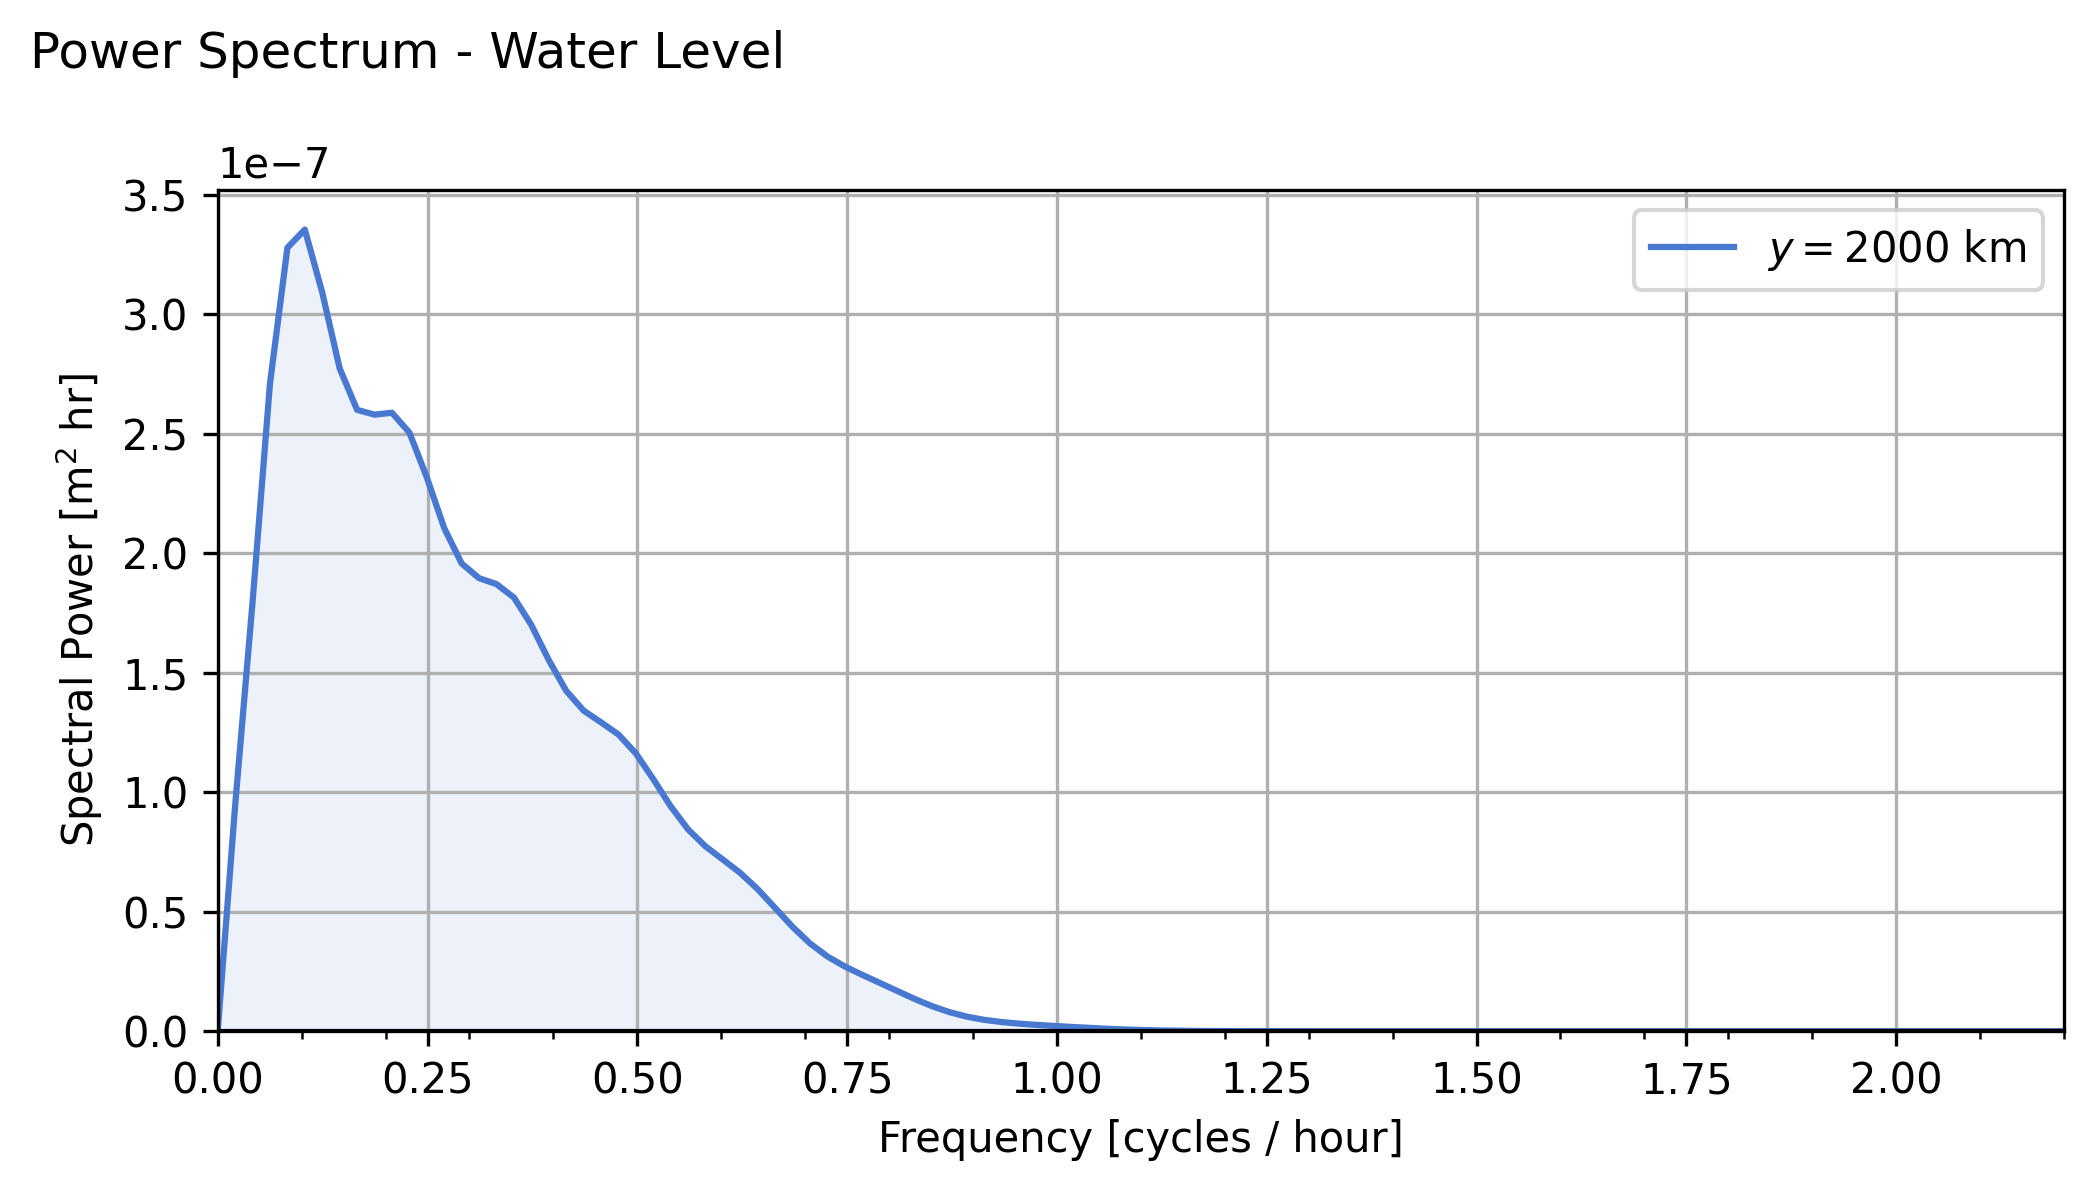 Power Spectrum - Water Level
1e−7
3.5
3.0
2.5
2.0
1.5
1.0
0.5
0.0
Spectral Power [m² hr]
y = 2000 km
0.00 0.25 0.50 0.75 1.00 1.25 1.50 1.75 2.00
Frequency [cycles / hour]